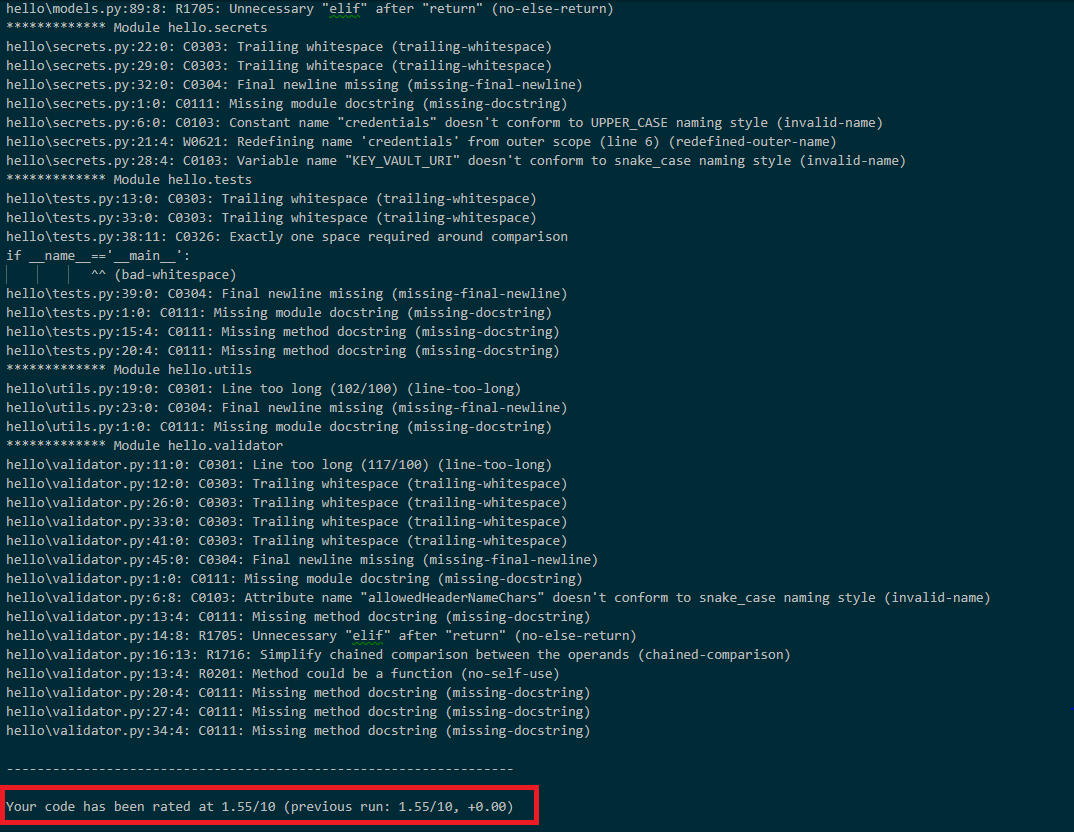 hello\models.py:89:8: R1705: Unnecessary "elif" after "return" (no-else-return)
************* Module hello.secrets
hello\secrets.py:22:0: C0303: Trailing whitespace (trailing-whitespace)
hello\secrets.py:29:0: C0303: Trailing whitespace (trailing-whitespace)
hello\secrets.py:32:0: C0304: Final newline missing (missing-final-newline)
hello\secrets.py:1:0: C0111: Missing module docstring (missing-docstring)
hello\secrets.py:6:0: C0103: Constant name "credentials" doesn't conform to UPPER_CASE naming style (invalid-name)
hello\secrets.py:21:4: W0621: Redefining name 'credentials' from outer scope (line 6) (redefined-outer-name)
hello\secrets.py:28:4: C0103: Variable name "KEY_VAULT_URI" doesn't conform to snake_case naming style (invalid-name)
************* Module hello.tests
hello\tests.py:13:0: C0303: Trailing whitespace (trailing-whitespace)
hello\tests.py:33:0: C0303: Trailing whitespace (trailing-whitespace)
hello\tests.py:38:11: C0326: Exactly one space required around comparison
if __name__=='__main__':
^^ (bad-whitespace)
hello\tests.py:39:0: C0304: Final newline missing (missing-final-newline)
hello\tests.py:1:0: C0111: Missing module docstring (missing-docstring)
hello\tests.py:15:4: C0111: Missing method docstring (missing-docstring)
hello\tests.py:20:4: C0111: Missing method docstring (missing-docstring)
************* Module hello.utils
hello\utils.py:19:0: C0301: Line too long (102/100) (line-too-long)
hello\utils.py:23:0: C0304: Final newline missing (missing-final-newline)
hello\utils.py:1:0: C0111: Missing module docstring (missing-docstring)
************* Module hello.validator
hello\validator.py:11:0: C0301: Line too long (117/100) (line-too-long)
hello\validator.py:12:0: C0303: Trailing whitespace (trailing-whitespace)
hello\validator.py:26:0: C0303: Trailing whitespace (trailing-whitespace)
hello\validator.py:33:0: C0303: Trailing whitespace (trailing-whitespace)
hello\validator.py:41:0: C0303: Trailing whitespace (trailing-whitespace)
hello\validator.py:45:0: C0304: Final newline missing (missing-final-newline)
hello\validator.py:1:0: C0111: Missing module docstring (missing-docstring)
hello\validator.py:6:8: C0103: Attribute name "allowedHeaderNameChars" doesn't conform to snake_case naming style (invalid-name)
hello\validator.py:13:4: C0111: Missing method docstring (missing-docstring)
hello\validator.py:14:8: R1705: Unnecessary "elif" after "return" (no-else-return)
hello\validator.py:16:13: R1716: Simplify chained comparison between the operands (chained-comparison)
hello\validator.py:13:4: R0201: Method could be a function (no-self-use)
hello\validator.py:20:4: C0111: Missing method docstring (missing-docstring)
hello\validator.py:27:4: C0111: Missing method docstring (missing-docstring)
hello\validator.py:34:4: C0111: Missing method docstring (missing-docstring)
------------------------------------------------------------------
Your code has been rated at 1.55/10 (previous run: 1.55/10, +0.00)